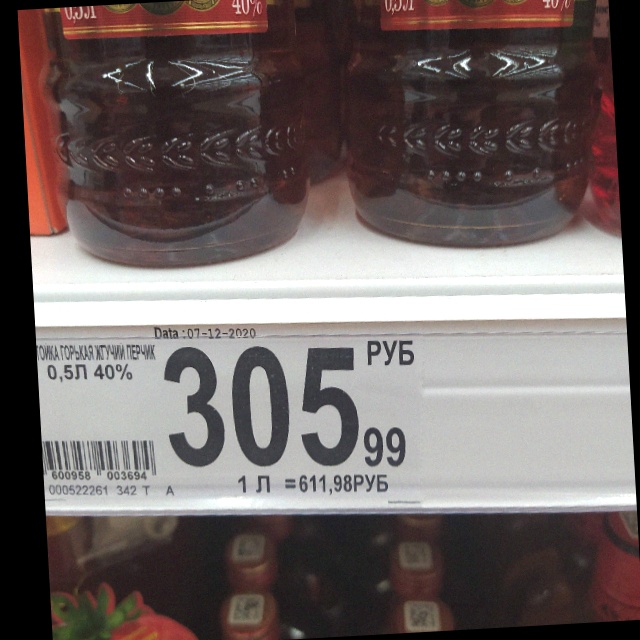 0,5Л 40%
0,5Л 40%
Data :07-12-2020
ГОРЬКАЯ ЖГУЧИЙ ПЕРЧИК
0,5Л 40%
305 99 РУБ
600958 003694
000522261 342 T A
1 Л =611,98РУБ